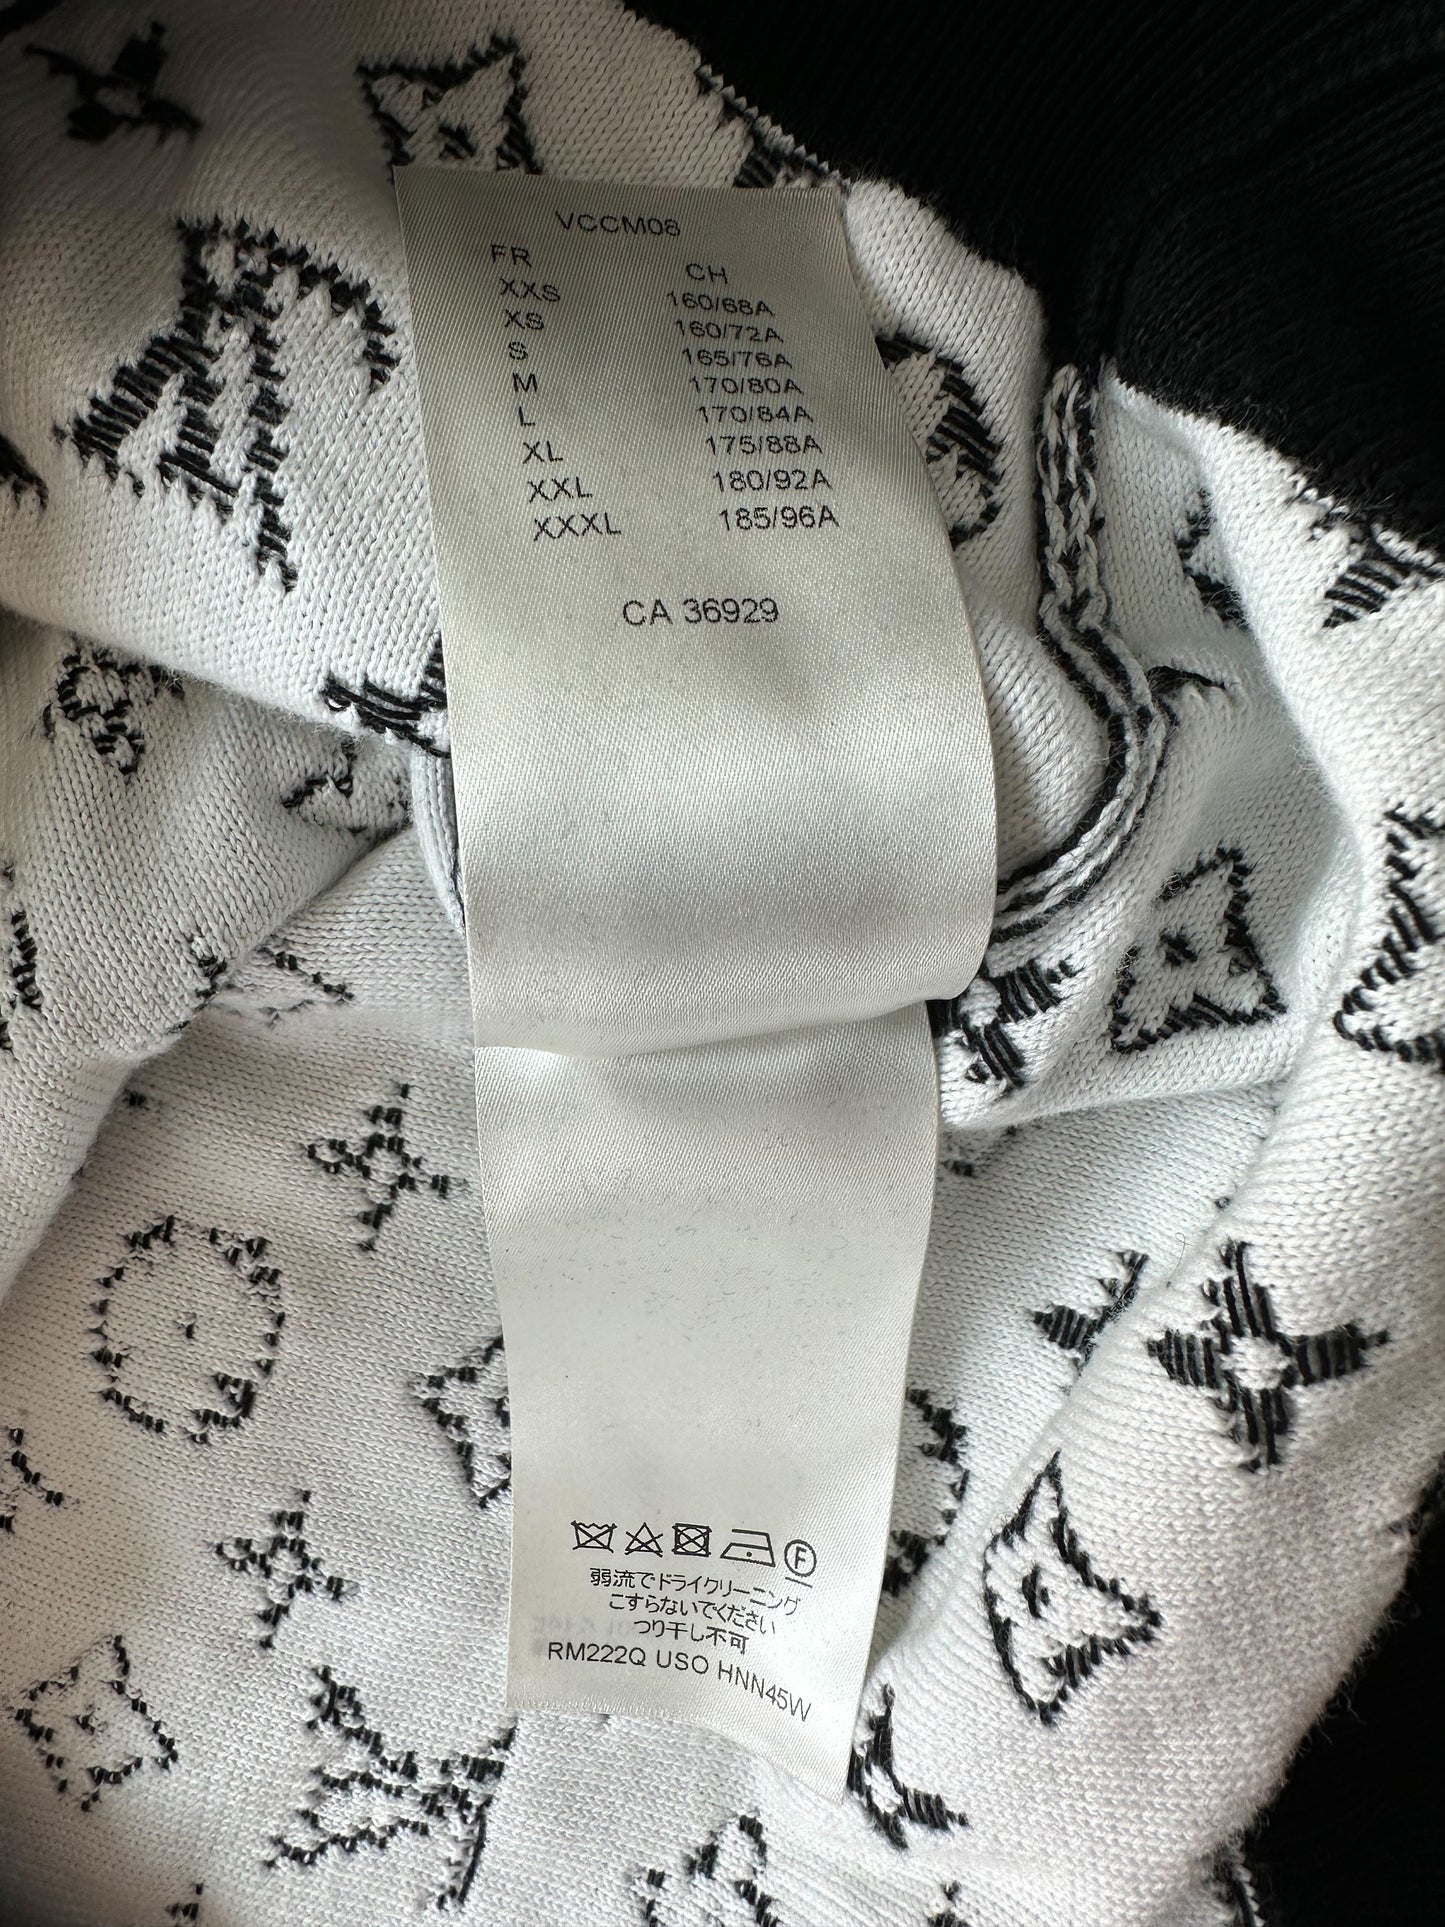 VCCM08
FR CH
XXS 160/68A
XS 160/72A
S 165/76A
M 170/80A
L 170/84A
XL 175/88A
XXL 180/92A
XXXL 185/96A
CA 36929
F
弱流でドライクリーニング
こすらないでください
つり干し不可
RM222Q USO HNN45W